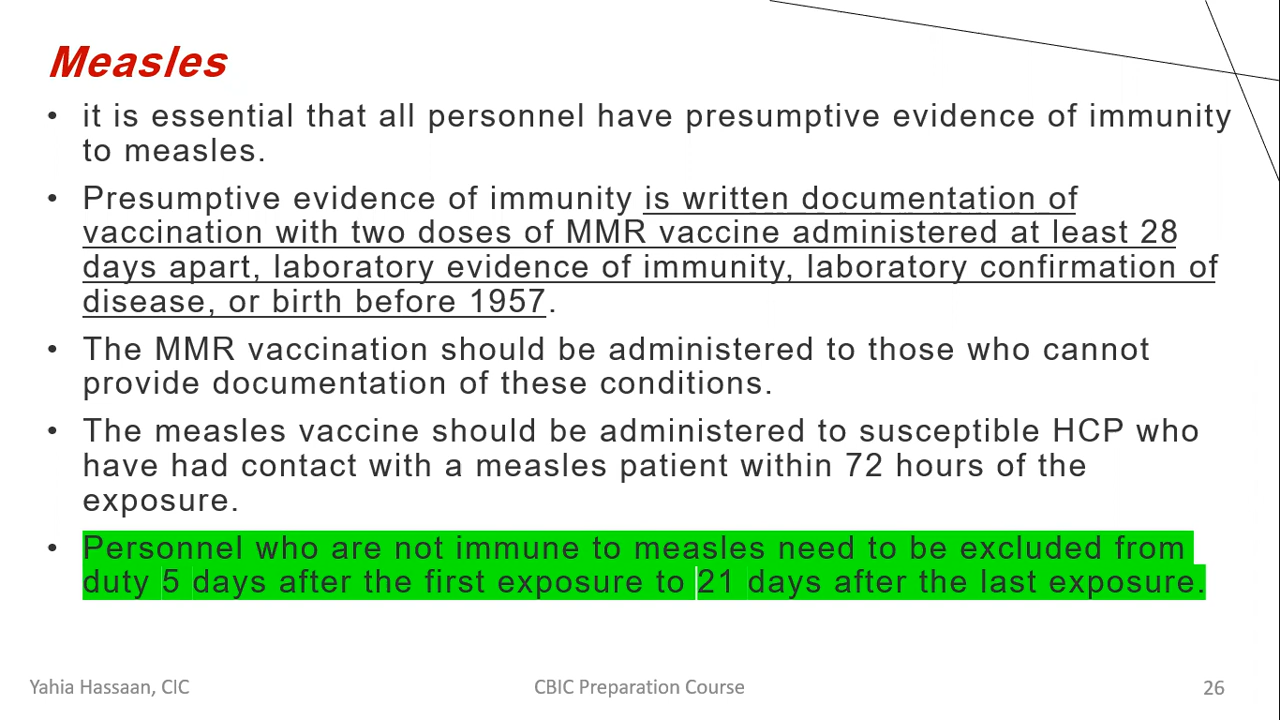 Measles
• it is essential that all personnel have presumptive evidence of immunity
to measles.
• Presumptive evidence of immunity is written documentation of
vaccination with two doses of MMR vaccine administered at least 28
days apart, laboratory evidence of immunity, laboratory confirmation of
disease, or birth before 1957.
• The MMR vaccination should be administered to those who cannot
provide documentation of these conditions.
• The measles vaccine should be administered to susceptible HCP who
have had contact with a measles patient within 72 hours of the
exposure.
• Personnel who are not immune to measles need to be excluded from
duty 5 days after the first exposure to 21 days after the last exposure.
Yahia Hassaan, CIC
CBIC Preparation Course
26